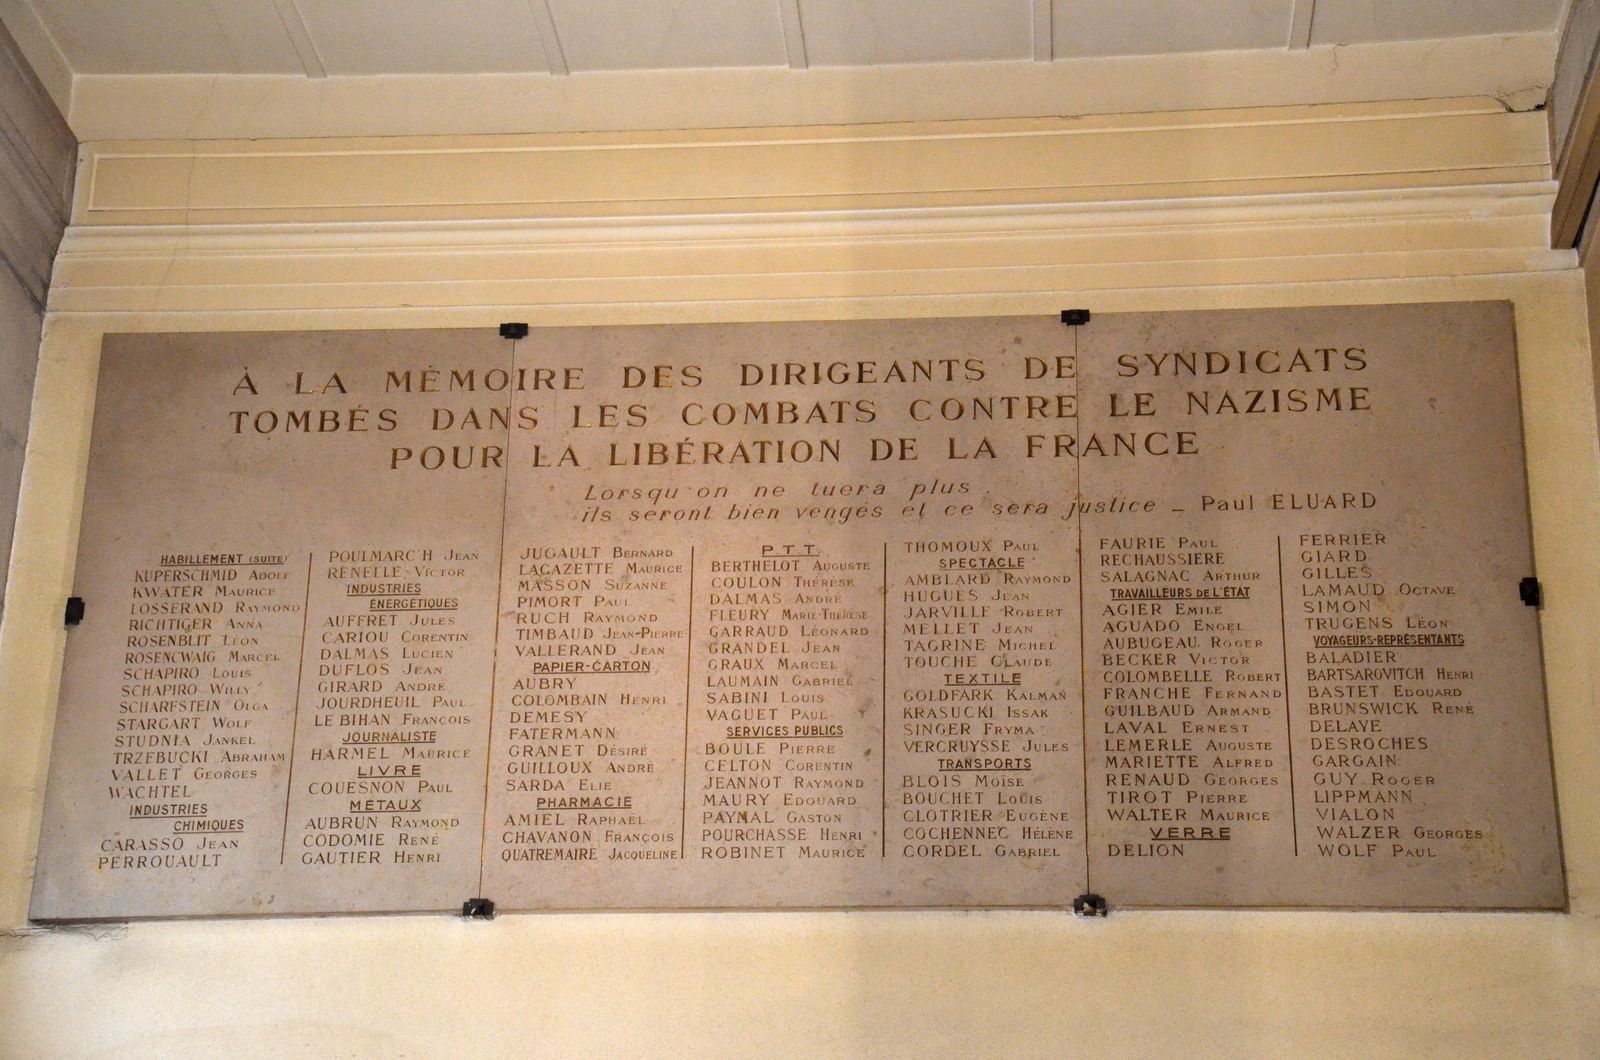 À LA MÉMOIRE DES DIRIGEANTS DE SYNDICATS
TOMBÉS DANS LES COMBATS CONTRE LE NAZISME
POUR LA LIBÉRATION DE LA FRANCE
Lorsqu'on ne tuera plus
ils seront bien vengés et ce sera justice _ Paul ELUARD
HABILLEMENT (SUITE)
KUPERSCHMID ADOLF
KWATER MAURICE
LOSSERAND RAYMOND
RICHTIGER ANNA
ROSENBLIT LÉON
ROSENCWAIG MARCEL
SCHAPIRO LOUIS
SCHAPIRO WILLY
SCHARFSTEIN OLGA
STARGART WOLF
STUDNIA JANKEL
TRZEBUCKI ABRAHAM
VALLET GEORGES
WACHTEL
INDUSTRIES
CHIMIQUES
CARASSO JEAN
PERROUAULT
POULMARC'H JEAN
RENELLE VICTOR
INDUSTRIES
ÉNERGÉTIQUES
AUFFRET JULES
CARIOU CORENTIN
DALMAS LUCIEN
DUFLOS JEAN
GIRARD ANDRÉ
JOURDHEUIL PAUL
LE BIHAN FRANÇOIS
JOURNALISTE
HARMEL MAURICE
LIVRE
COUESNON PAUL
MÉTAUX
AUBRUN RAYMOND
CODOMIE RENÉ
GAUTIER HENRI
JUGAULT BERNARD
LACAZETTE MAURICE
MASSON SUZANNE
PIMORT PAUL
RUCH RAYMOND
TIMBAUD JEAN-PIERRE
VALLERAND JEAN
PAPIER-CARTON
AUBRY
COLOMBAIN HENRI
DEMESY
FATERMANN
GRANET DÉSIRÉ
GUILLOUX ANDRÉ
SARDA ELIE
PHARMACIE
AMIEL RAPHAËL
CHAVANON FRANÇOIS
QUATREMAIRE JACQUELINE
P.T.T.
BERTHELOT AUGUSTE
COULON THÉRÈSE
DALMAS ANDRÉ
FLEURY MARIE-THÉRÈSE
GARRAUD LÉONARD
GRANDEL JEAN
GRAUX MARCEL
LAUMAIN GABRIEL
SABINI LOUIS
VAGUET PAUL
SERVICES PUBLICS
BOULE PIERRE
CELTON CORENTIN
JEANNOT RAYMOND
MAURY EDOUARD
PAYNAL GASTON
POURCHASSE HENRI
ROBINET MAURICE
THOMOUX PAUL
SPECTACLE
AMBLARD RAYMOND
HUGUES JEAN
JARVILLE ROBERT
MELLET JEAN
TAGRINE MICHEL
TOUCHE CLAUDE
TEXTILE
GOLDFARK KALMAN
KRASUCKI ISSAK
SINGER FRYMA
VERCRUYSSE JULES
TRANSPORTS
BLOIS MOÏSE
BOUCHET LOUIS
CLOTRIER EUGÈNE
COCHENNEC HÉLÈNE
CORDEL GABRIEL
FAURIE PAUL
RECHAUSSIERE
SALAGNAC ARTHUR
TRAVAILLEURS DE L'ÉTAT
AGIER EMILE
AGUADO ENGEL
AUBUGEAU ROGER
BECKER VICTOR
COLOMBELLE ROBERT
FRANCHE FERNAND
GUILBAUD ARMAND
LAVAL ERNEST
LEMERLE AUGUSTE
MARIETTE ALFRED
RENAUD GEORGES
TIROT PIERRE
WALTER MAURICE
VERRE
DELION
FERRIER
GIARD
GILLES
LAMAUD OCTAVE
SIMON
TRUGENS LÉON
VOYAGEURS-REPRÉSENTANTS
BALADIER
BARTSAROVITCH HENRI
BASTET EDOUARD
BRUNSWICK RENÉ
DELAYE
DESROCHES
GARGAIN
GUY ROGER
LIPPMANN
VIALON
WALZER GEORGES
WOLF PAUL